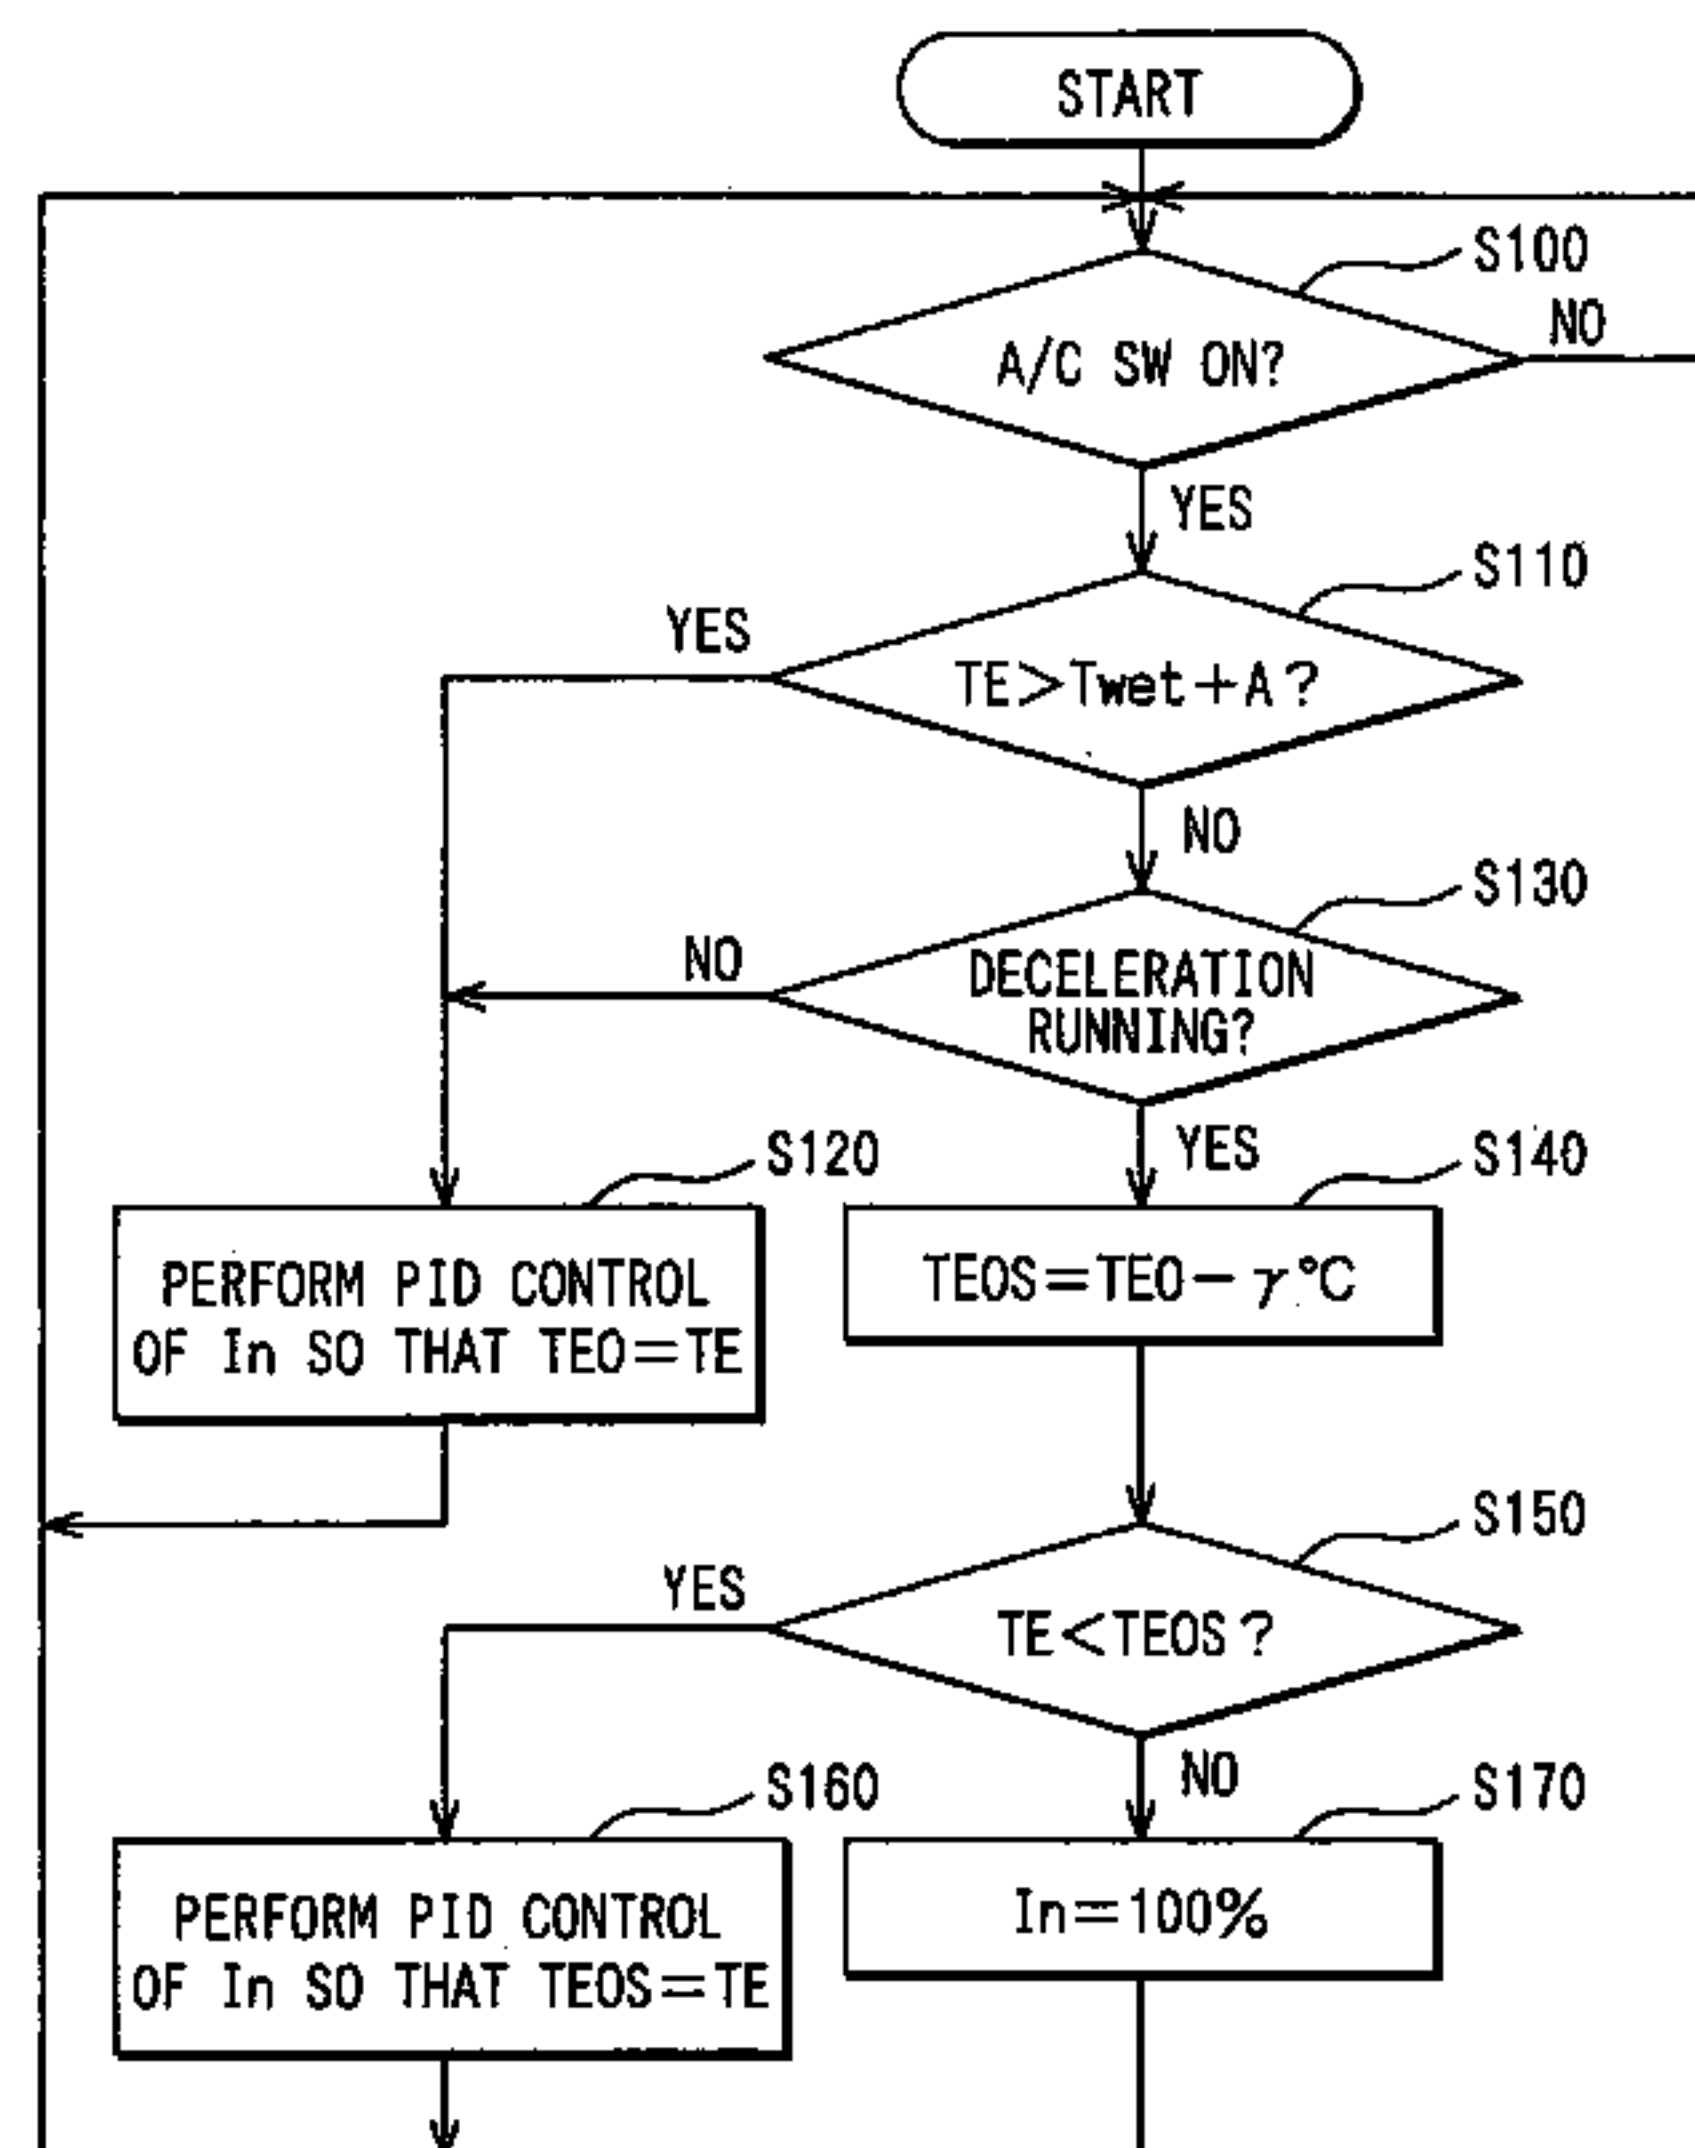 START
S100
NO
A/C SW ON?
YES
S110
YES
TE>Twet+A?
NO
S130
NO
DECELERATION
RUNNING?
YES
S120
S140
PERFORM PID CONTROL
OF In SO THAT TEO=TE
TEOS=TEO-γ°C
S150
YES
TE<TEOS?
NO
S160
S170
PERFORM PID CONTROL
OF In SO THAT TEOS=TE
In=100%